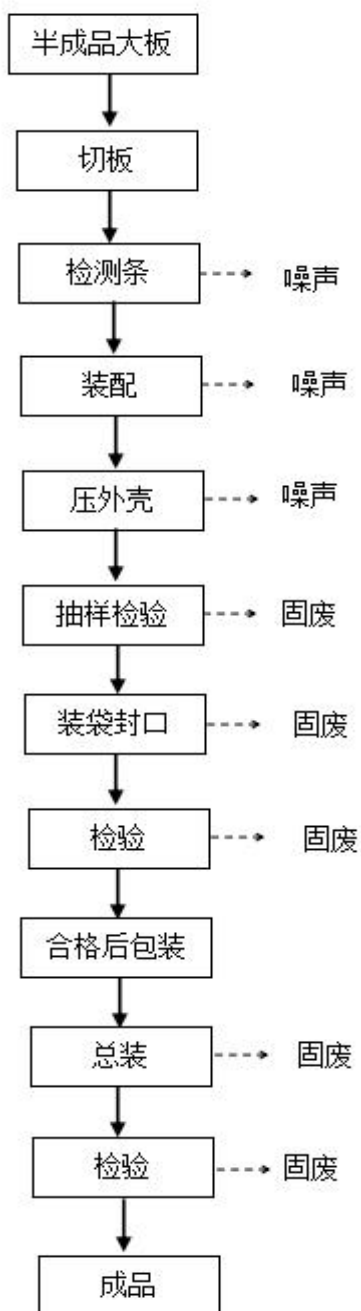 半成品大板
切板
检测条 噪声
装配 噪声
压外壳 噪声
抽样检验 固废
装袋封口 固废
检验 固废
合格后包装
总装 固废
检验 固废
成品